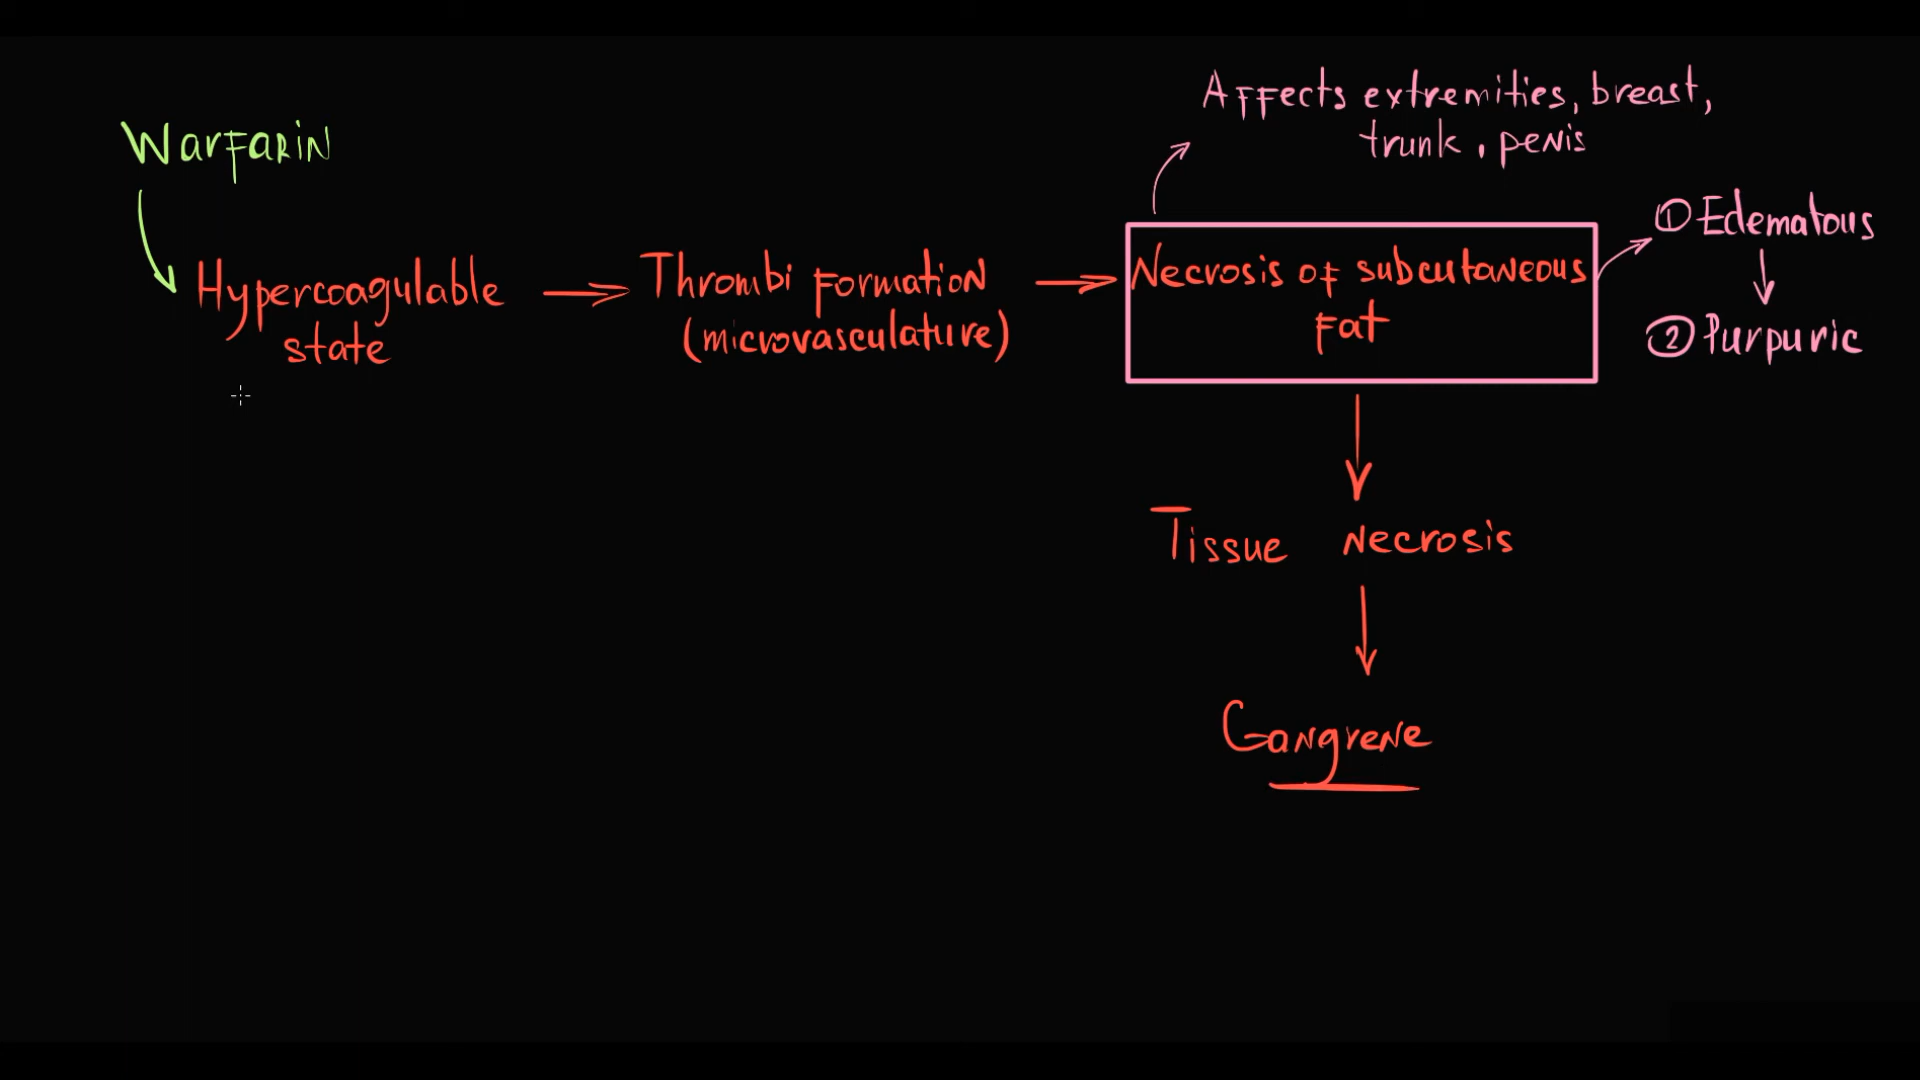 Warfarin
Hypercoagulable
state
Thrombi formation
(microvasculature)
Affects extremities, breast,
trunk, penis
Necrosis of subcutaneous
fat
① Edematous
② Purpuric
Tissue necrosis
Gangrene